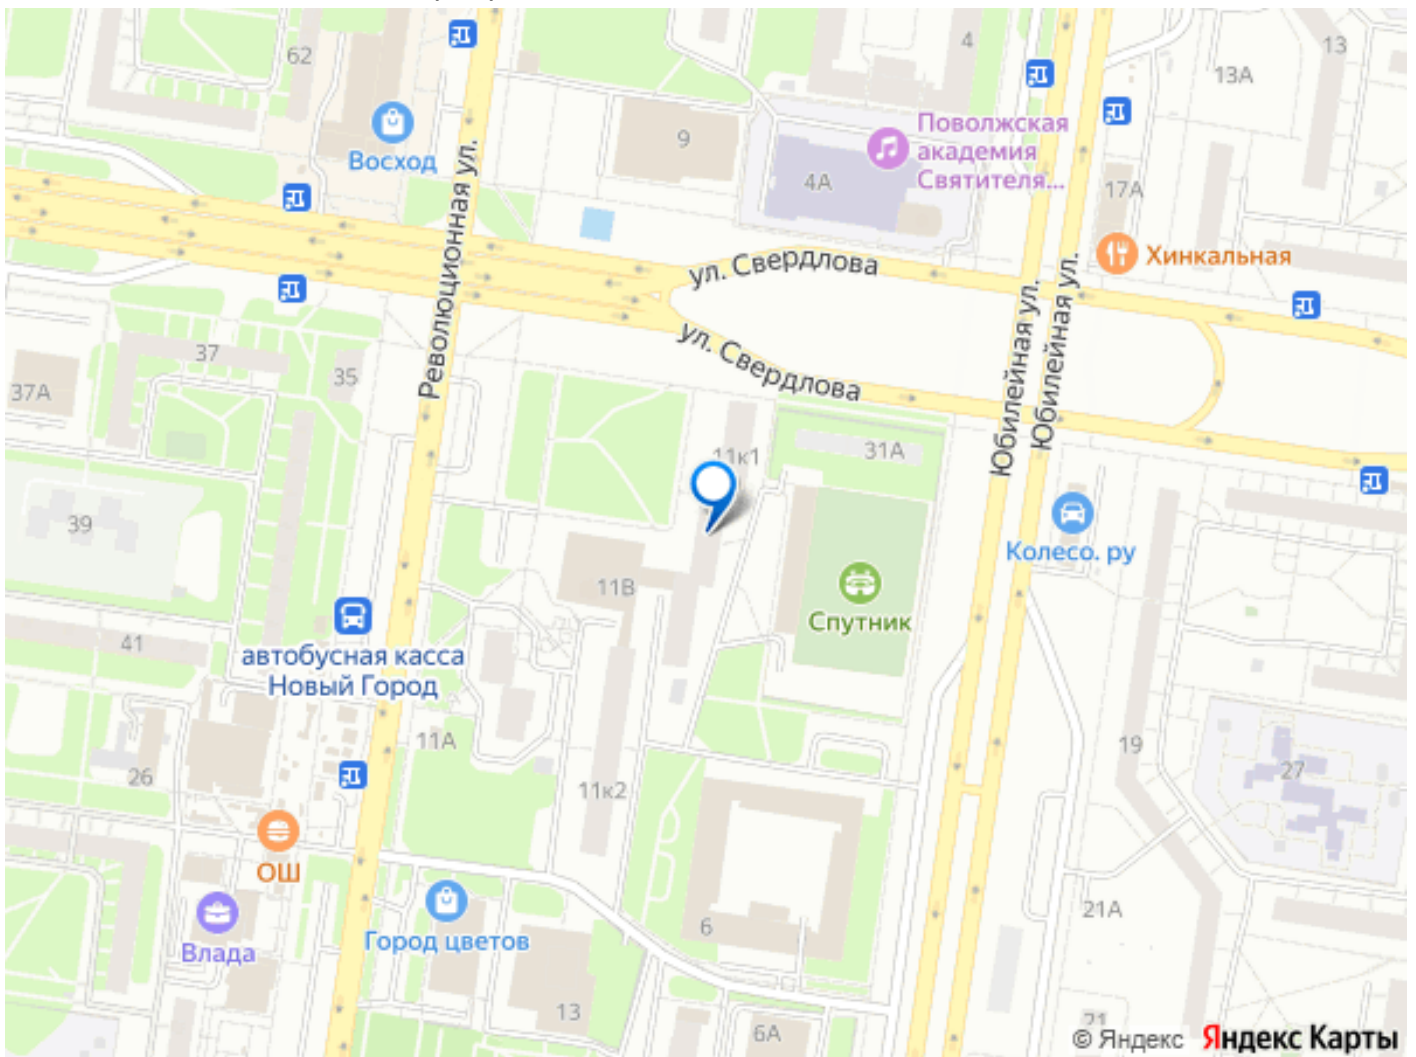 62
4
13
13А
Восход
9
Поволжская
академия
Святителя...
4А
17А
Хинкальная
Революционная ул.
ул. Свердлова
ул. Свердлова
Юбилейная ул.
Юбилейная ул.
37
35
37А
11к1
31А
39
Колесо. ру
11В
Спутник
41
автобусная касса
Новый Город
11А
19
26
11к2
27
ОШ
Влада
Город цветов
6
21А
13
6А
21
© Яндекс Яндекс Карты